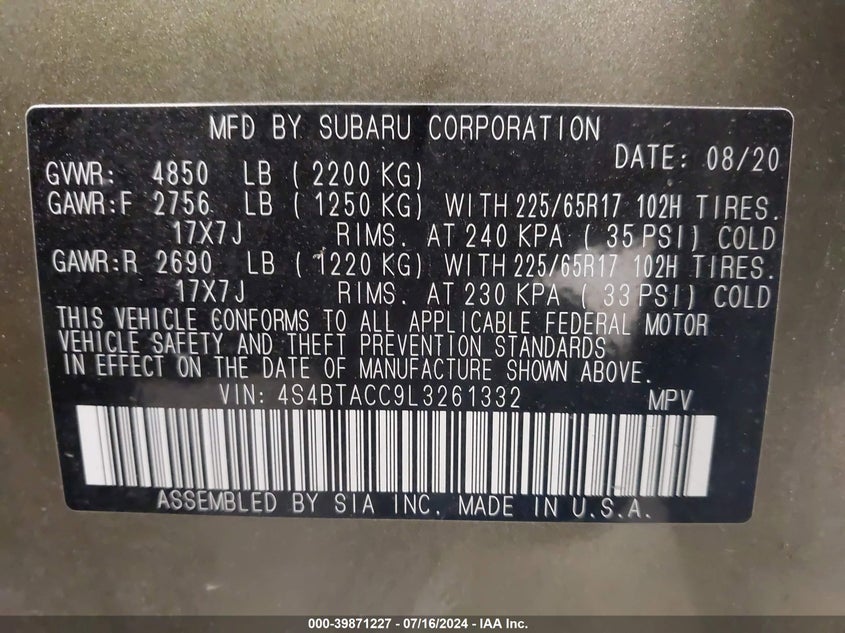 MFD BY SUBARU CORPORATION
DATE: 08/20
GVWR: 4850 LB ( 2200 KG)
GAWR:F 2756 LB ( 1250 KG) WITH 225/65R17 102H TIRES.
17X7J RIMS. AT 240 KPA ( 35 PSI) COLD
GAWR:R 2690 LB ( 1220 KG) WITH 225/65R17 102H TIRES.
17X7J RIMS. AT 230 KPA ( 33 PSI) COLD
THIS VEHICLE CONFORMS TO ALL APPLICABLE FEDERAL MOTOR
VEHICLE SAFETY AND THEFT PREVENTION STANDARDS
IN EFFECT ON THE DATE OF MANUFACTURE SHOWN ABOVE.
VIN: 4S4BTACC9L3261332 MPV
ASSEMBLED BY SIA INC. MADE IN U.S.A.
000-39871227 - 07/16/2024 - IAA Inc.